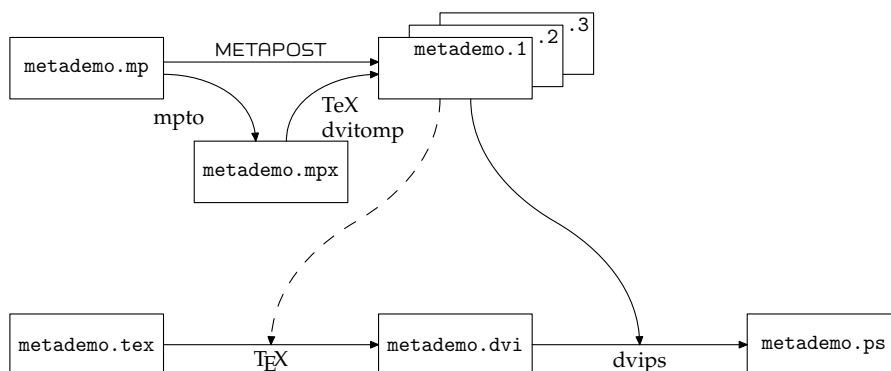 .3
.2
METAPOST
metademo.1
metademo.mp
TeX
mpto
dvitomp
metademo.mpx
metademo.tex
metademo.dvi
metademo.ps
TEX
dvips